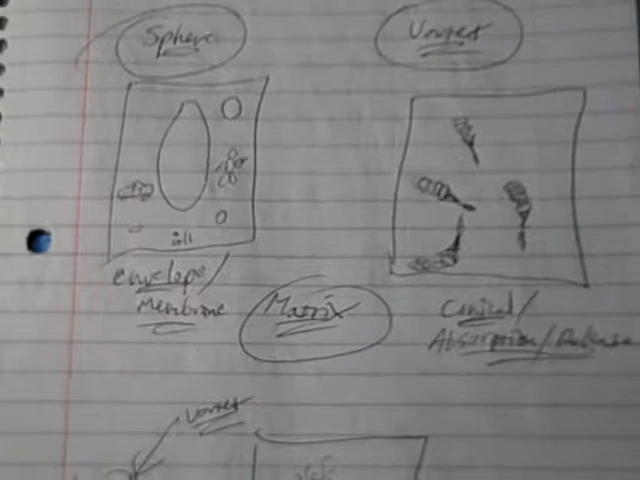 Sphere
Vortex
envelope/
Membrane
Matrix
Conical/
Absorption/Release
Vortex